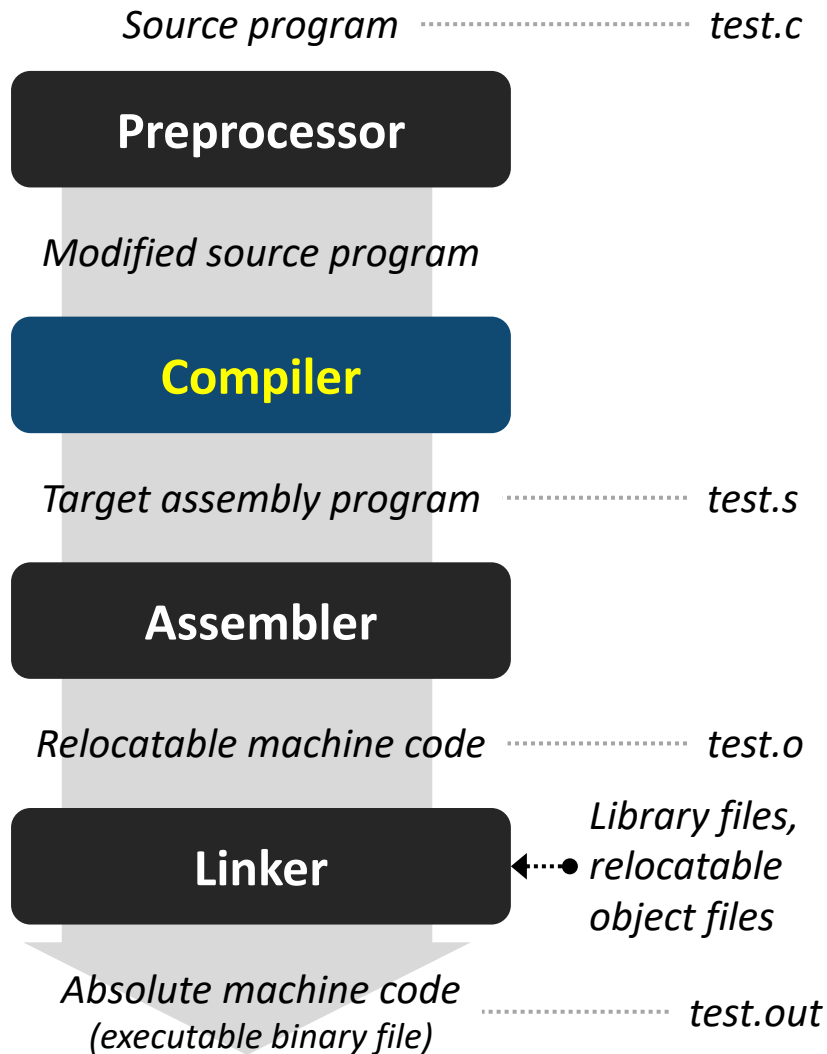 Source program test.c
Preprocessor
Modified source program
Compiler
Target assembly program test.s
Assembler
Relocatable machine code test.o
Linker
Library files,
relocatable
object files
Absolute machine code
(executable binary file)
test.out